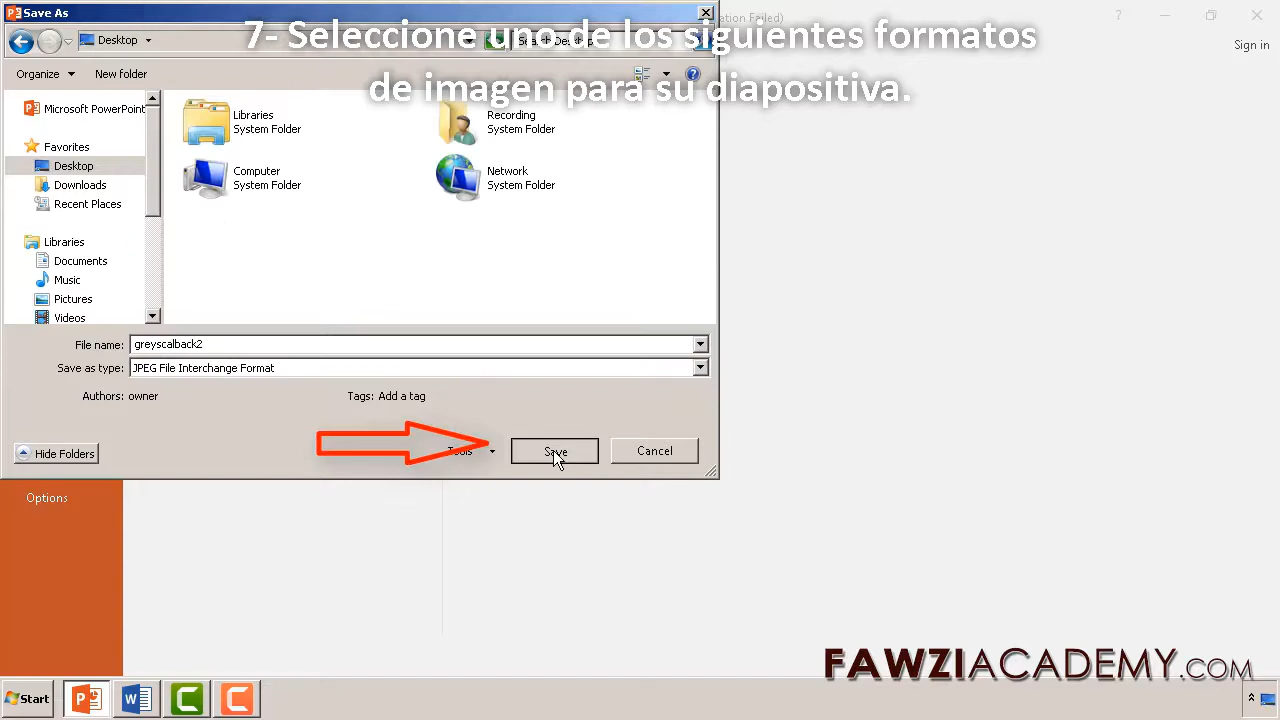 Save As
ation Failed)
7- Seleccione uno de los siguientes formatos
de imagen para su diapositiva.
Desktop
Sign in
Organize
New folder
Microsoft PowerPoint
Favorites
Desktop
Downloads
Recent Places
Libraries
Documents
Music
Pictures
Videos
Libraries
System Folder
Recording
System Folder
Computer
System Folder
Network
System Folder
File name: greyscalback2
Save as type: JPEG File Interchange Format
Authors: owner
Tags: Add a tag
Hide Folders
Tools
Save
Cancel
Options
FAWZIACADEMY.COM
Start